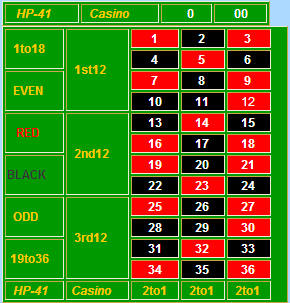 HP-41 Casino 0 00
1to18 1st12 1 2 3
4 5 6
EVEN 7 8 9
10 11 12
RED 2nd12 13 14 15
16 17 18
BLACK 19 20 21
22 23 24
ODD 3rd12 25 26 27
28 29 30
19to36 31 32 33
34 35 36
HP-41 Casino 2to1 2to1 2to1